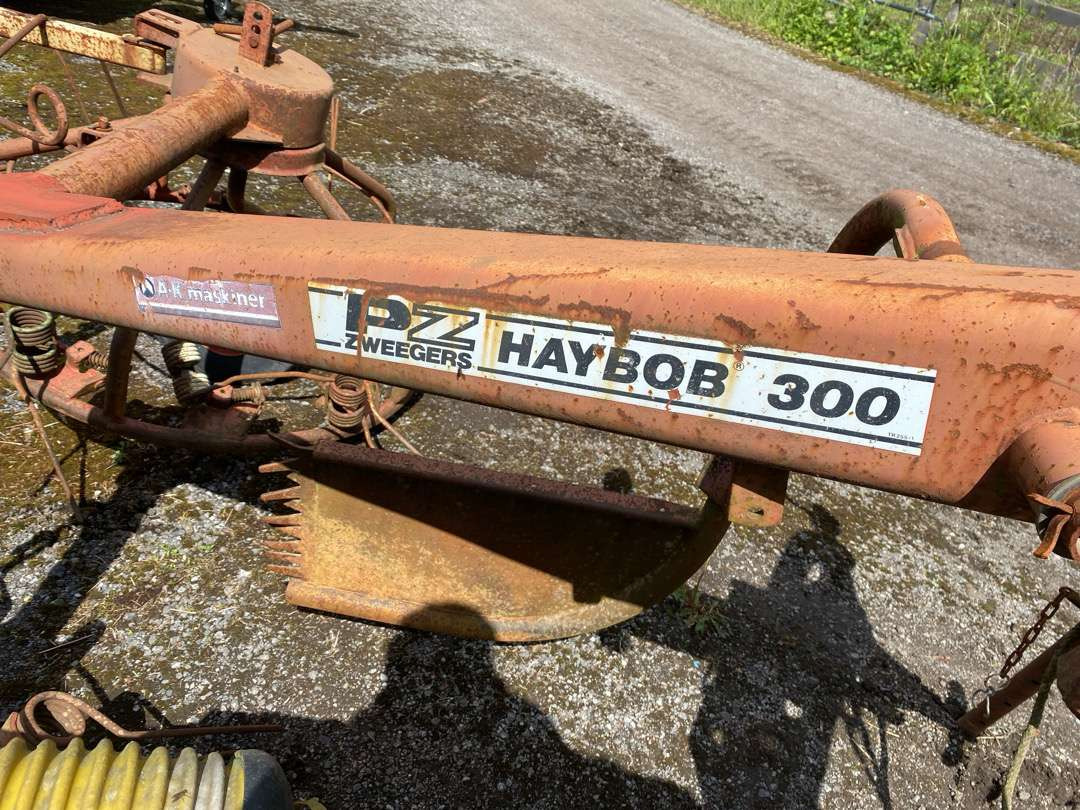 A-K maskiner
PZ
ZWEEGERS
HAYBOB® 300